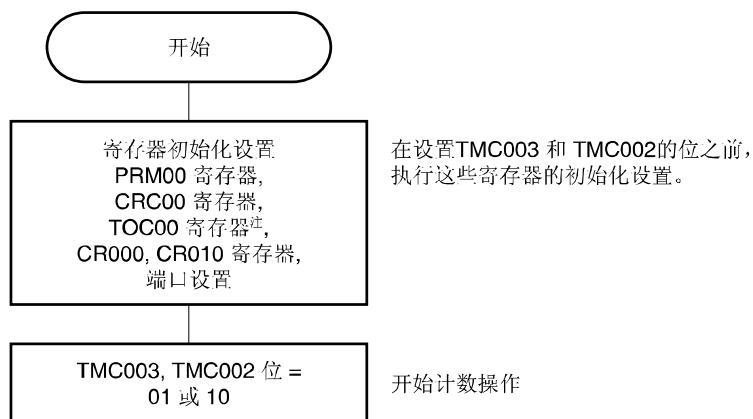 开始
寄存器初始化设置
PRM00 寄存器,
CRC00 寄存器,
TOC00 寄存器注,
CR000, CR010 寄存器,
端口设置
在设置TMC003 和 TMC002的位之前，
执行这些寄存器的初始化设置。
TMC003, TMC002 位 =
01 或 10
开始计数操作